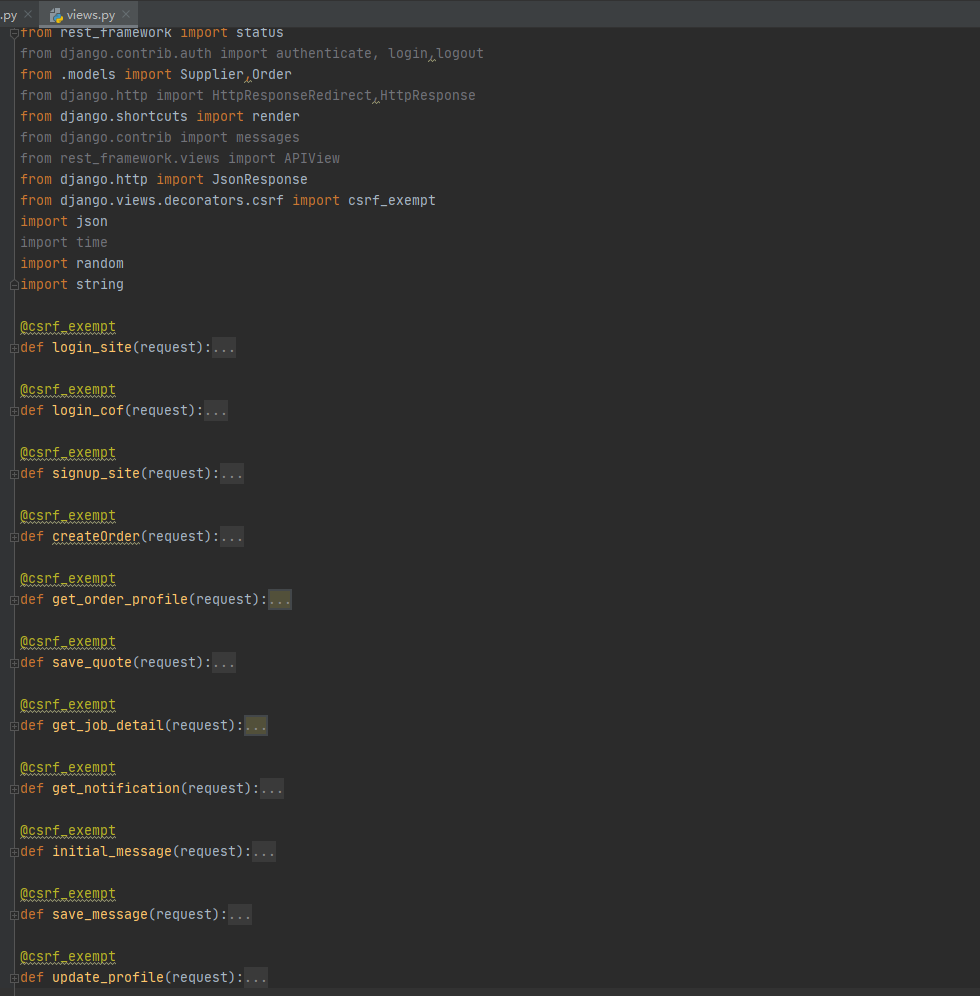 .py
views.py
from rest_framework import status
from django.contrib.auth import authenticate, login,logout
from .models import Supplier,Order
from django.http import HttpResponseRedirect,HttpResponse
from django.shortcuts import render
from django.contrib import messages
from rest_framework.views import APIView
from django.http import JsonResponse
from django.views.decorators.csrf import csrf_exempt
import json
import time
import random
import string
@csrf_exempt
def login_site(request):...
@csrf_exempt
def login_cof(request):...
@csrf_exempt
def signup_site(request):...
@csrf_exempt
def createOrder(request):...
@csrf_exempt
def get_order_profile(request):...
@csrf_exempt
def save_quote(request):...
@csrf_exempt
def get_job_detail(request):...
@csrf_exempt
def get_notification(request):...
@csrf_exempt
def initial_message(request):...
@csrf_exempt
def save_message(request):...
@csrf_exempt
def update_profile(request):...